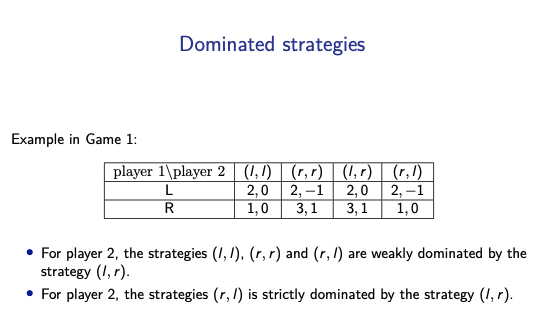 Dominated strategies
Example in Game 1:
player 1\player 2 (l, l) (r, r) (l, r) (r, l)
L 2, 0 2, −1 2, 0 2, −1
R 1, 0 3, 1 3, 1 1, 0
• For player 2, the strategies (l, l), (r, r) and (r, l) are weakly dominated by the
strategy (l, r).
• For player 2, the strategies (r, l) is strictly dominated by the strategy (l, r).